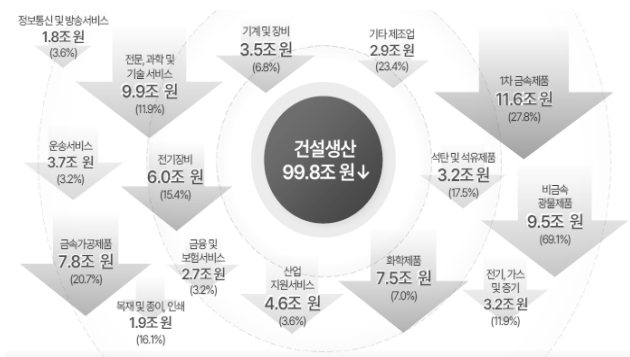 정보통신 및 방송서비스
1.8조 원
(3.6%)
전문, 과학 및
기술 서비스
9.9조 원
(11.9%)
기계 및 장비
3.5조 원
(6.8%)
기타 제조업
2.9조 원
(23.4%)
1차 금속제품
11.6조 원
(27.8%)
운송서비스
3.7조 원
(3.2%)
전기장비
6.0조 원
(15.4%)
건설생산
99.8조 원↓
석탄 및 석유제품
3.2조 원
(17.5%)
비금속
광물제품
9.5조 원
(69.1%)
금속가공제품
7.8조 원
(20.7%)
목재 및 종이, 인쇄
1.9조 원
(16.1%)
금융 및
보험서비스
2.7조 원
(3.2%)
산업
지원서비스
4.6조 원
(3.6%)
화학제품
7.5조 원
(7.0%)
전기, 가스
및 증기
3.2조 원
(11.9%)